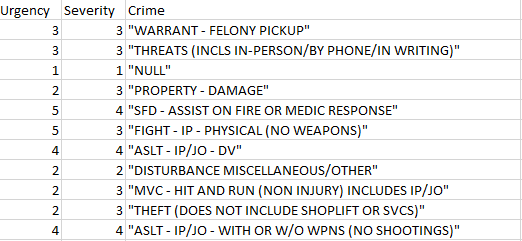 Urgency Severity Crime
3 3 "WARRANT - FELONY PICKUP"
3 3 "THREATS (INCLS IN-PERSON/BY PHONE/IN WRITING)"
1 1 "NULL"
2 3 "PROPERTY - DAMAGE"
5 4 "SFD - ASSIST ON FIRE OR MEDIC RESPONSE"
5 3 "FIGHT - IP - PHYSICAL (NO WEAPONS)"
4 4 "ASLT - IP/JO - DV"
2 2 "DISTURBANCE MISCELLANEOUS/OTHER"
2 3 "MVC - HIT AND RUN (NON INJURY) INCLUDES IP/JO"
2 3 "THEFT (DOES NOT INCLUDE SHOPLIFT OR SVCS)"
4 4 "ASLT - IP/JO - WITH OR W/O WPNS (NO SHOOTINGS)"